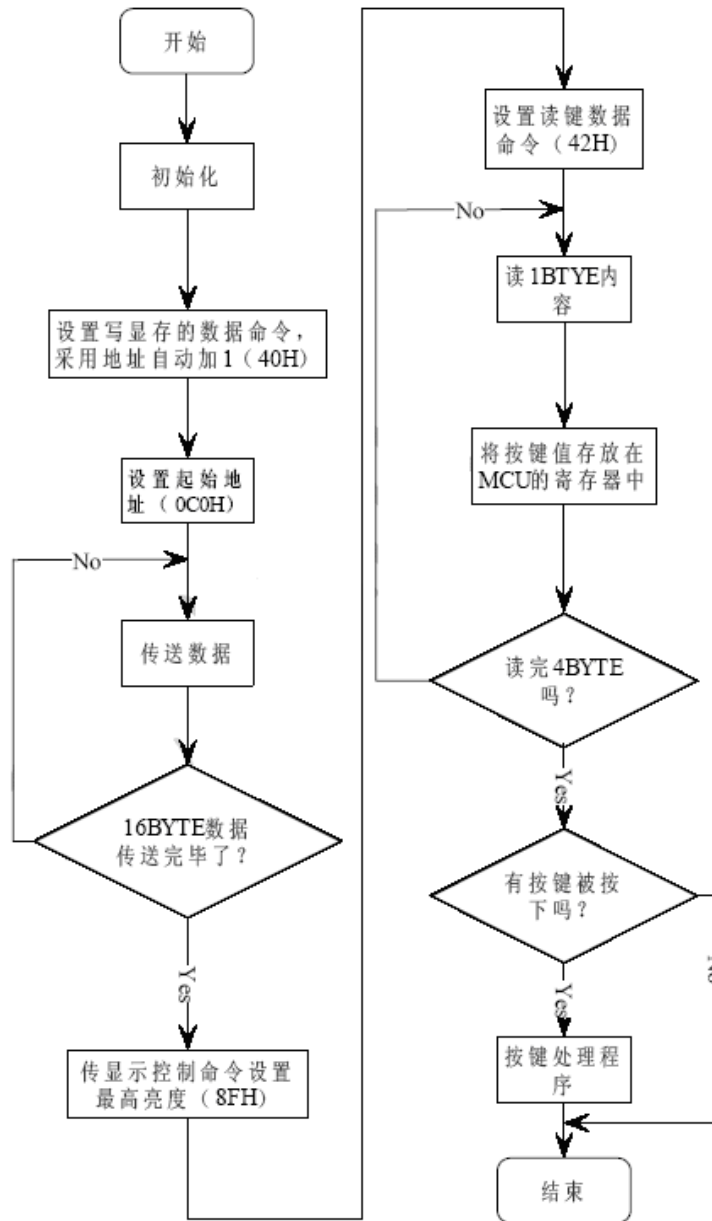 开始
初始化
设置写显存的数据命令，
采用地址自动加1（40H）
设置起始地
址（0C0H）
No
传送数据
16BYTE数据
传送完毕了？
Yes
传显示控制命令设置
最高亮度（8FH）
设置读键数据
命令（42H）
No
读1BTYE内
容
将按键值存放在
MCU的寄存器中
读完4BYTE
吗？
Yes
有按键被按
下吗？
No
Yes
按键处理程
序
结束